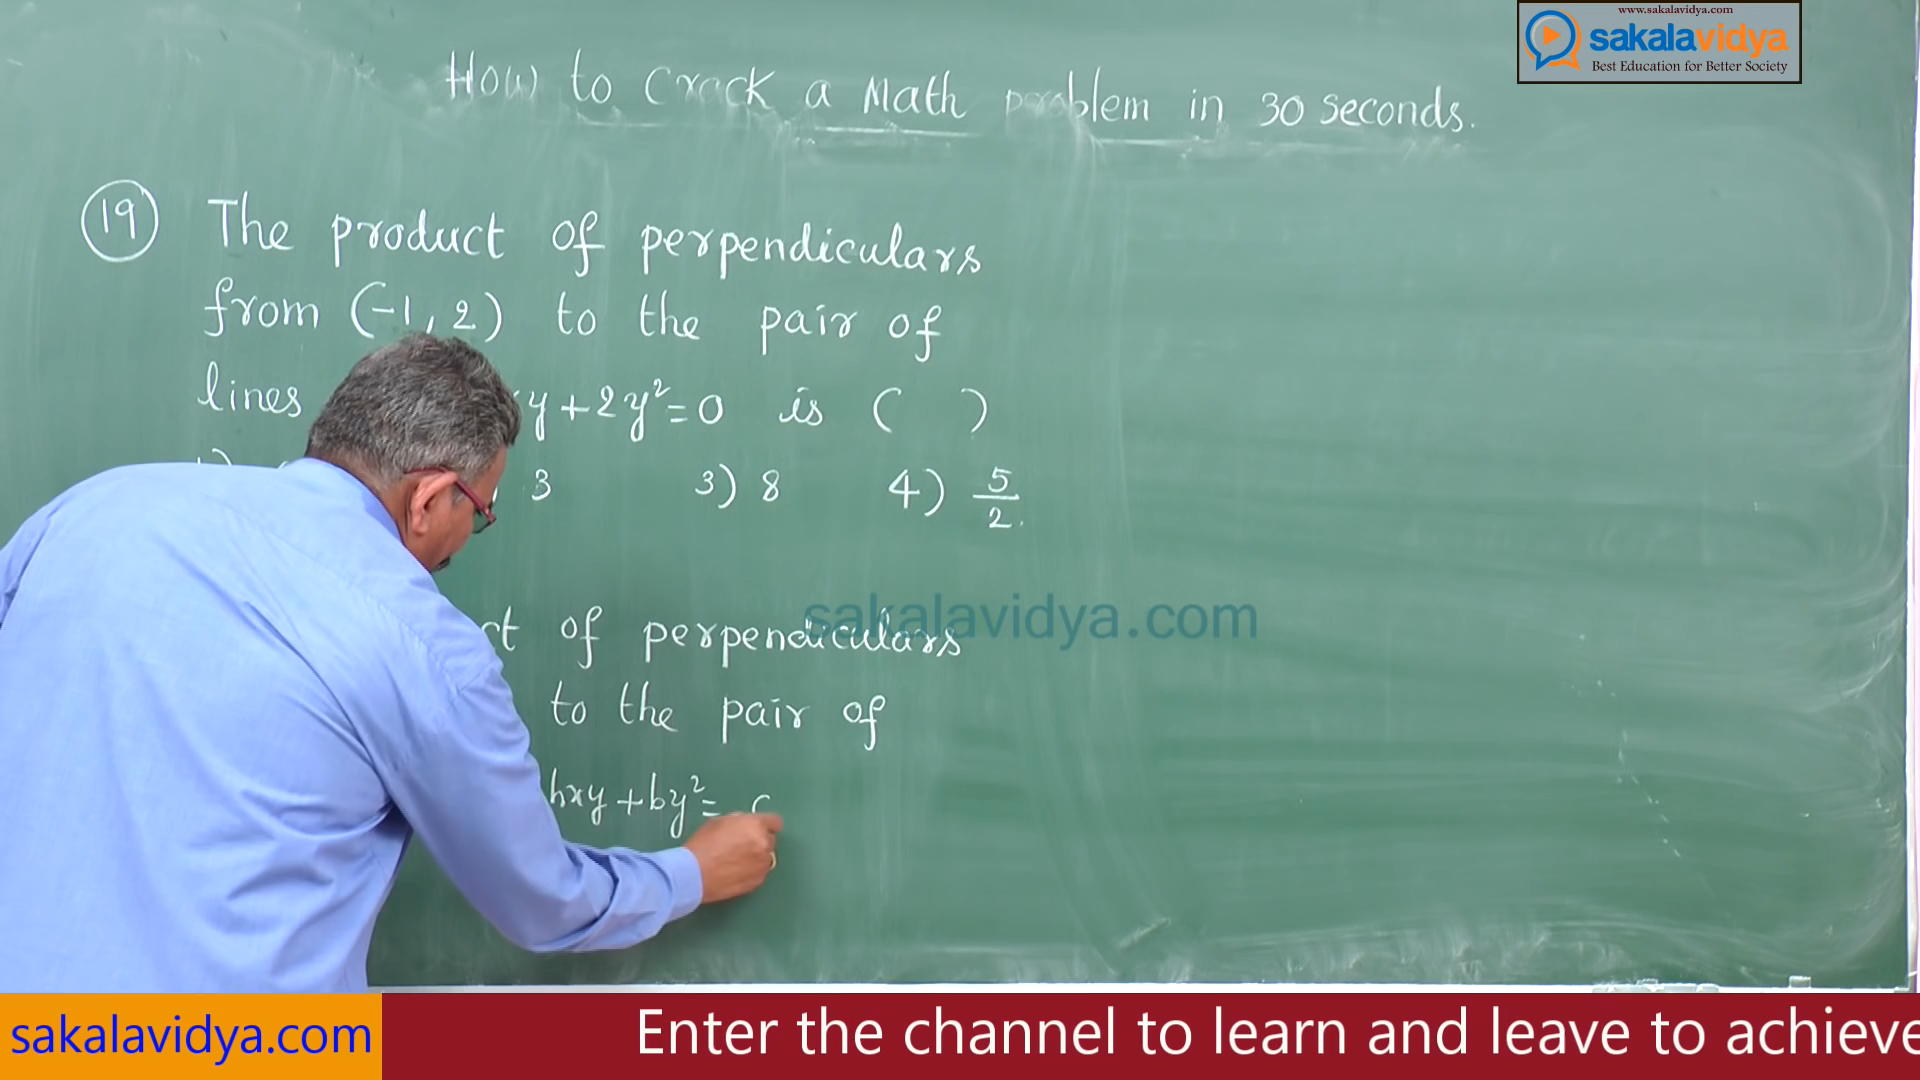 www.sakalavidya.com
sakalavidya
Best Education for Better Society
How to Crack a Math problem in 30 seconds.
19 The product of perpendiculars
from (-1, 2) to the pair of
lines y+2y²=0 is ( )
3 3) 8 4) 5/2
of perpendiculars
sakalavidya.com
to the pair of
hxy+by²=
sakalavidya.com
Enter the channel to learn and leave to achieve